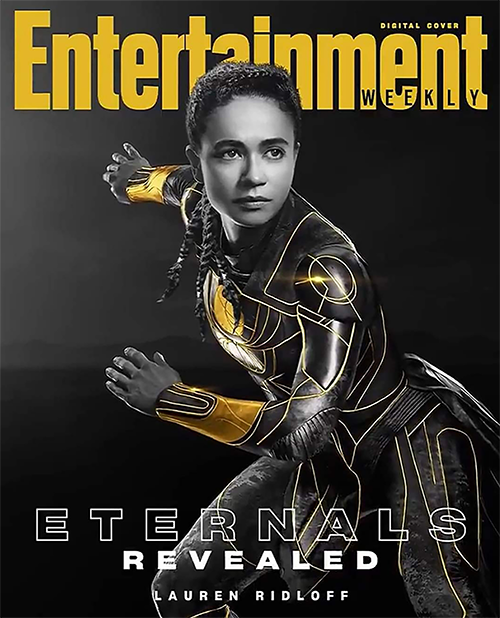 DIGITAL COVER
Entertainment
WEEKLY
ETERNALS
REVEALED
LAUREN RIDLOFF